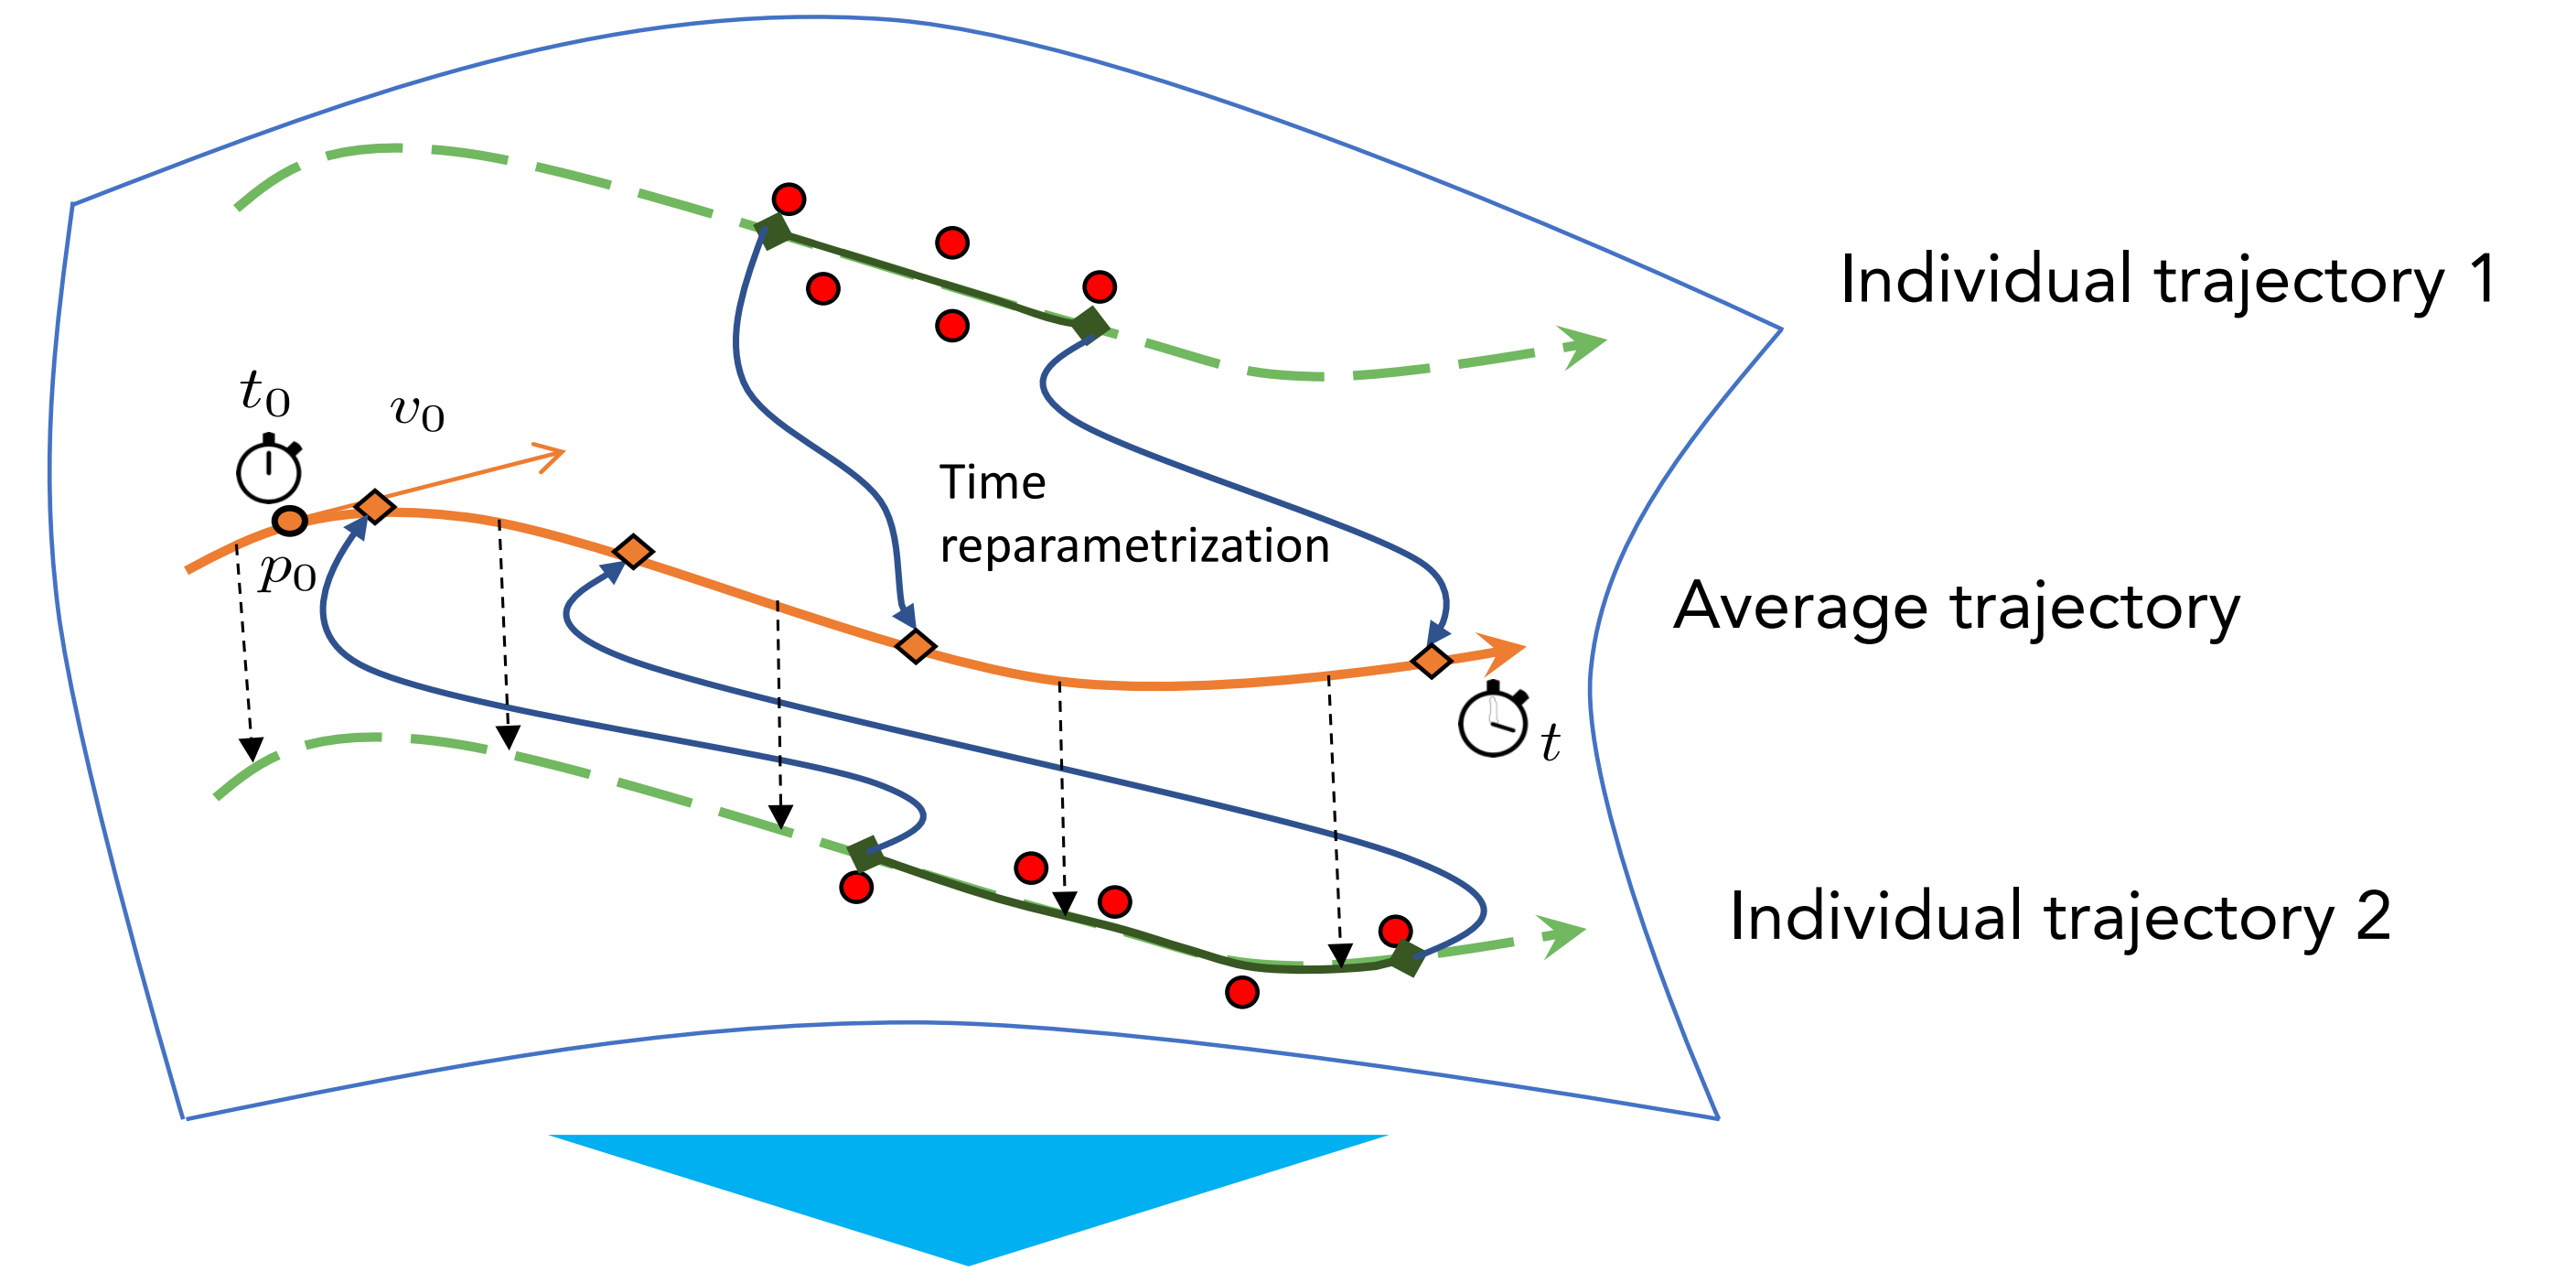 Individual trajectory 1
t₀
v₀
Time
reparametrization
p₀
Average trajectory
t
Individual trajectory 2